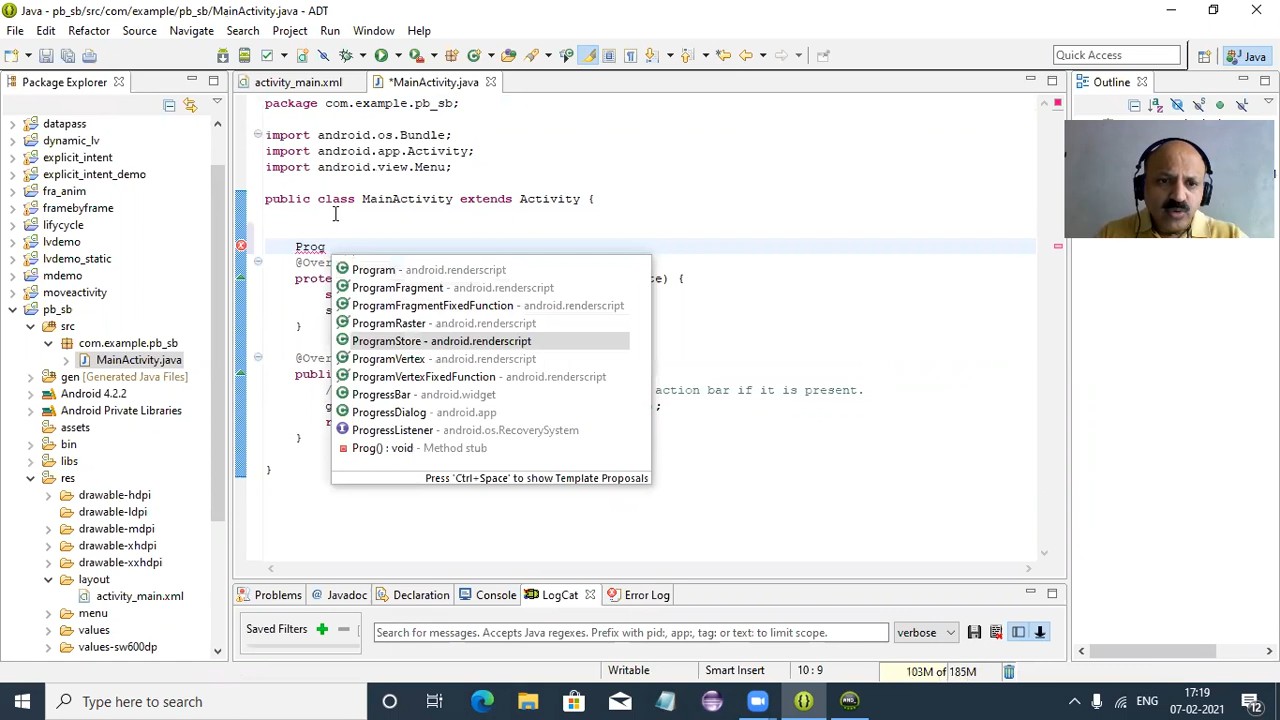 Java - pb_sb/src/com/example/pb_sb/MainActivity.java - ADT
File Edit Refactor Source Navigate Search Project Run Window Help
Quick Access
Java
Package Explorer
activity_main.xml
*MainActivity.java
Outline
datapass
dynamic_lv
explicit_intent
explicit_intent_demo
fra_anim
framebyframe
lifycycle
lvdemo
lvdemo_static
mdemo
moveactivity
pb_sb
src
com.example.pb_sb
MainActivity.java
gen [Generated Java Files]
Android 4.2.2
Android Private Libraries
assets
bin
libs
res
drawable-hdpi
drawable-ldpi
drawable-mdpi
drawable-xhdpi
drawable-xxhdpi
layout
activity_main.xml
menu
values
values-sw600dp
package com.example.pb_sb;
import android.os.Bundle;
import android.app.Activity;
import android.view.Menu;
public class MainActivity extends Activity {
Prog
@Over
prote e) {
s
s
}
@Over
publi
/ action bar if it is present.
g ;
r
}
}
Program - android.renderscript
ProgramFragment - android.renderscript
ProgramFragmentFixedFunction - android.renderscript
ProgramRaster - android.renderscript
ProgramStore - android.renderscript
ProgramVertex - android.renderscript
ProgramVertexFixedFunction - android.renderscript
ProgressBar - android.widget
ProgressDialog - android.app
ProgressListener - android.os.RecoverySystem
Prog() : void - Method stub
Press 'Ctrl+Space' to show Template Proposals
Problems Javadoc Declaration Console LogCat Error Log
Saved Filters
Search for messages. Accepts Java regexes. Prefix with pid:, app:, tag: or text: to limit scope.
verbose
Writable Smart Insert 10 : 9 103M of 185M
Type here to search
ENG
17:19
07-02-2021
12